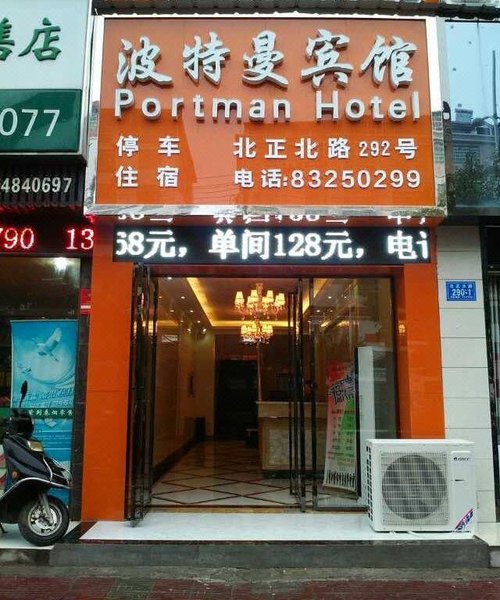 善店
077
4840697
790 13
波特曼宾馆
Portman Hotel
停车 北正北路292号
住宿 电话:83250299
68元，单间128元，电
290-1